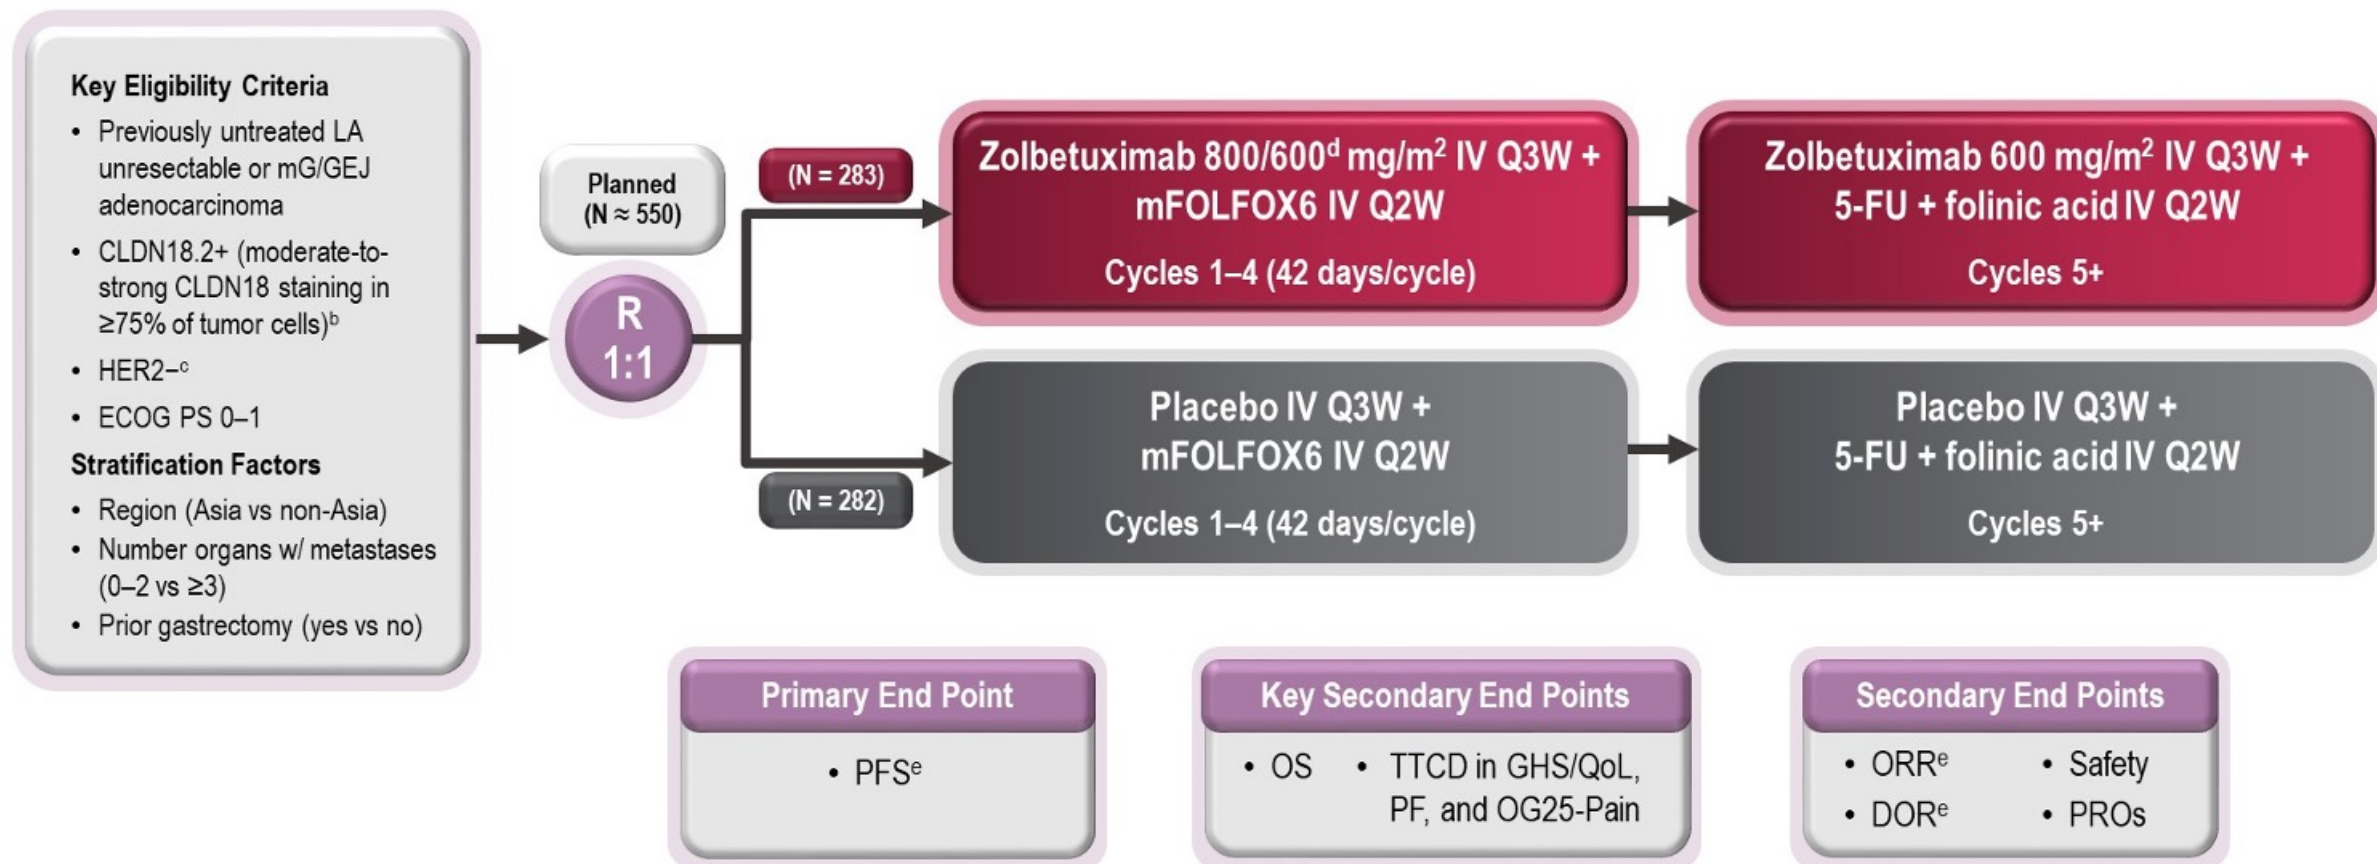 Key Eligibility Criteria
• Previously untreated LA
unresectable or mG/GEJ
adenocarcinoma
• CLDN18.2+ (moderate-to-
strong CLDN18 staining in
≥75% of tumor cells)ᵇ
• HER2−ᶜ
• ECOG PS 0–1
Stratification Factors
• Region (Asia vs non-Asia)
• Number organs w/ metastases
(0–2 vs ≥3)
• Prior gastrectomy (yes vs no)
Planned
(N ≈ 550)
R
1:1
(N = 283)
Zolbetuximab 800/600ᵈ mg/m² IV Q3W +
mFOLFOX6 IV Q2W
Cycles 1–4 (42 days/cycle)
Zolbetuximab 600 mg/m² IV Q3W +
5-FU + folinic acid IV Q2W
Cycles 5+
(N = 282)
Placebo IV Q3W +
mFOLFOX6 IV Q2W
Cycles 1–4 (42 days/cycle)
Placebo IV Q3W +
5-FU + folinic acid IV Q2W
Cycles 5+
Primary End Point
• PFSᵉ
Key Secondary End Points
• OS • TTCD in GHS/QoL,
PF, and OG25-Pain
Secondary End Points
• ORRᵉ • Safety
• DORᵉ • PROs